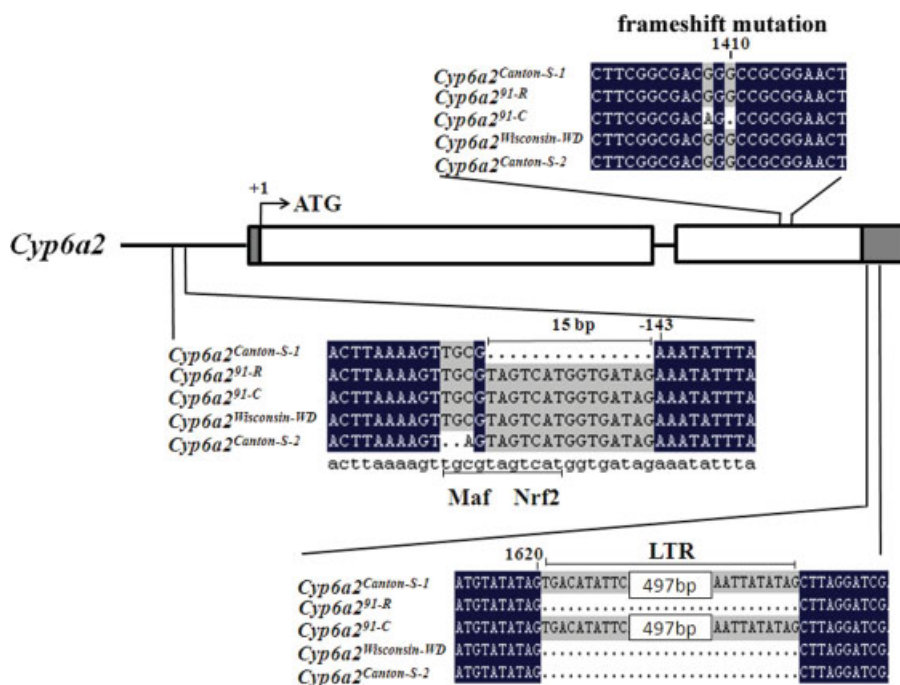 frameshift mutation
1410
Cyp6a2Canton-S-1 CTTCGGCGACGGGCCGCGGAACT
Cyp6a291-R CTTCGGCGACGGGCCGCGGAACT
Cyp6a291-C CTTCGGCGACAG.CCGCGGAACT
Cyp6a2Wisconsin-WD CTTCGGCGACGGGCCGCGGAACT
Cyp6a2Canton-S-2 CTTCGGCGACGGGCCGCGGAACT
+1
ATG
Cyp6a2
15 bp -143
Cyp6a2Canton-S-1 ACTTAAAAGTTGCG...............AAATATTTA
Cyp6a291-R ACTTAAAAGTTGCGTAGTCATGGTGATAGAAATATTTA
Cyp6a291-C ACTTAAAAGTTGCGTAGTCATGGTGATAGAAATATTTA
Cyp6a2Wisconsin-WD ACTTAAAAGTTGCGTAGTCATGGTGATAGAAATATTTA
Cyp6a2Canton-S-2 ACTTAAAAGT..AGTAGTCATGGTGATAGAAATATTTA
acttaaaagttgcgtagtcatggtgatagaaatattta
Maf Nrf2
1620 LTR
Cyp6a2Canton-S-1 ATGTATATAGTGACATATTC 497bp AATTATATAGCTTAGGATCG
Cyp6a291-R ATGTATATAG..............................CTTAGGATCG
Cyp6a291-C ATGTATATAGTGACATATTC 497bp AATTATATAGCTTAGGATCG
Cyp6a2Wisconsin-WD ATGTATATAG..............................CTTAGGATCG
Cyp6a2Canton-S-2 ATGTATATAG..............................CTTAGGATCG